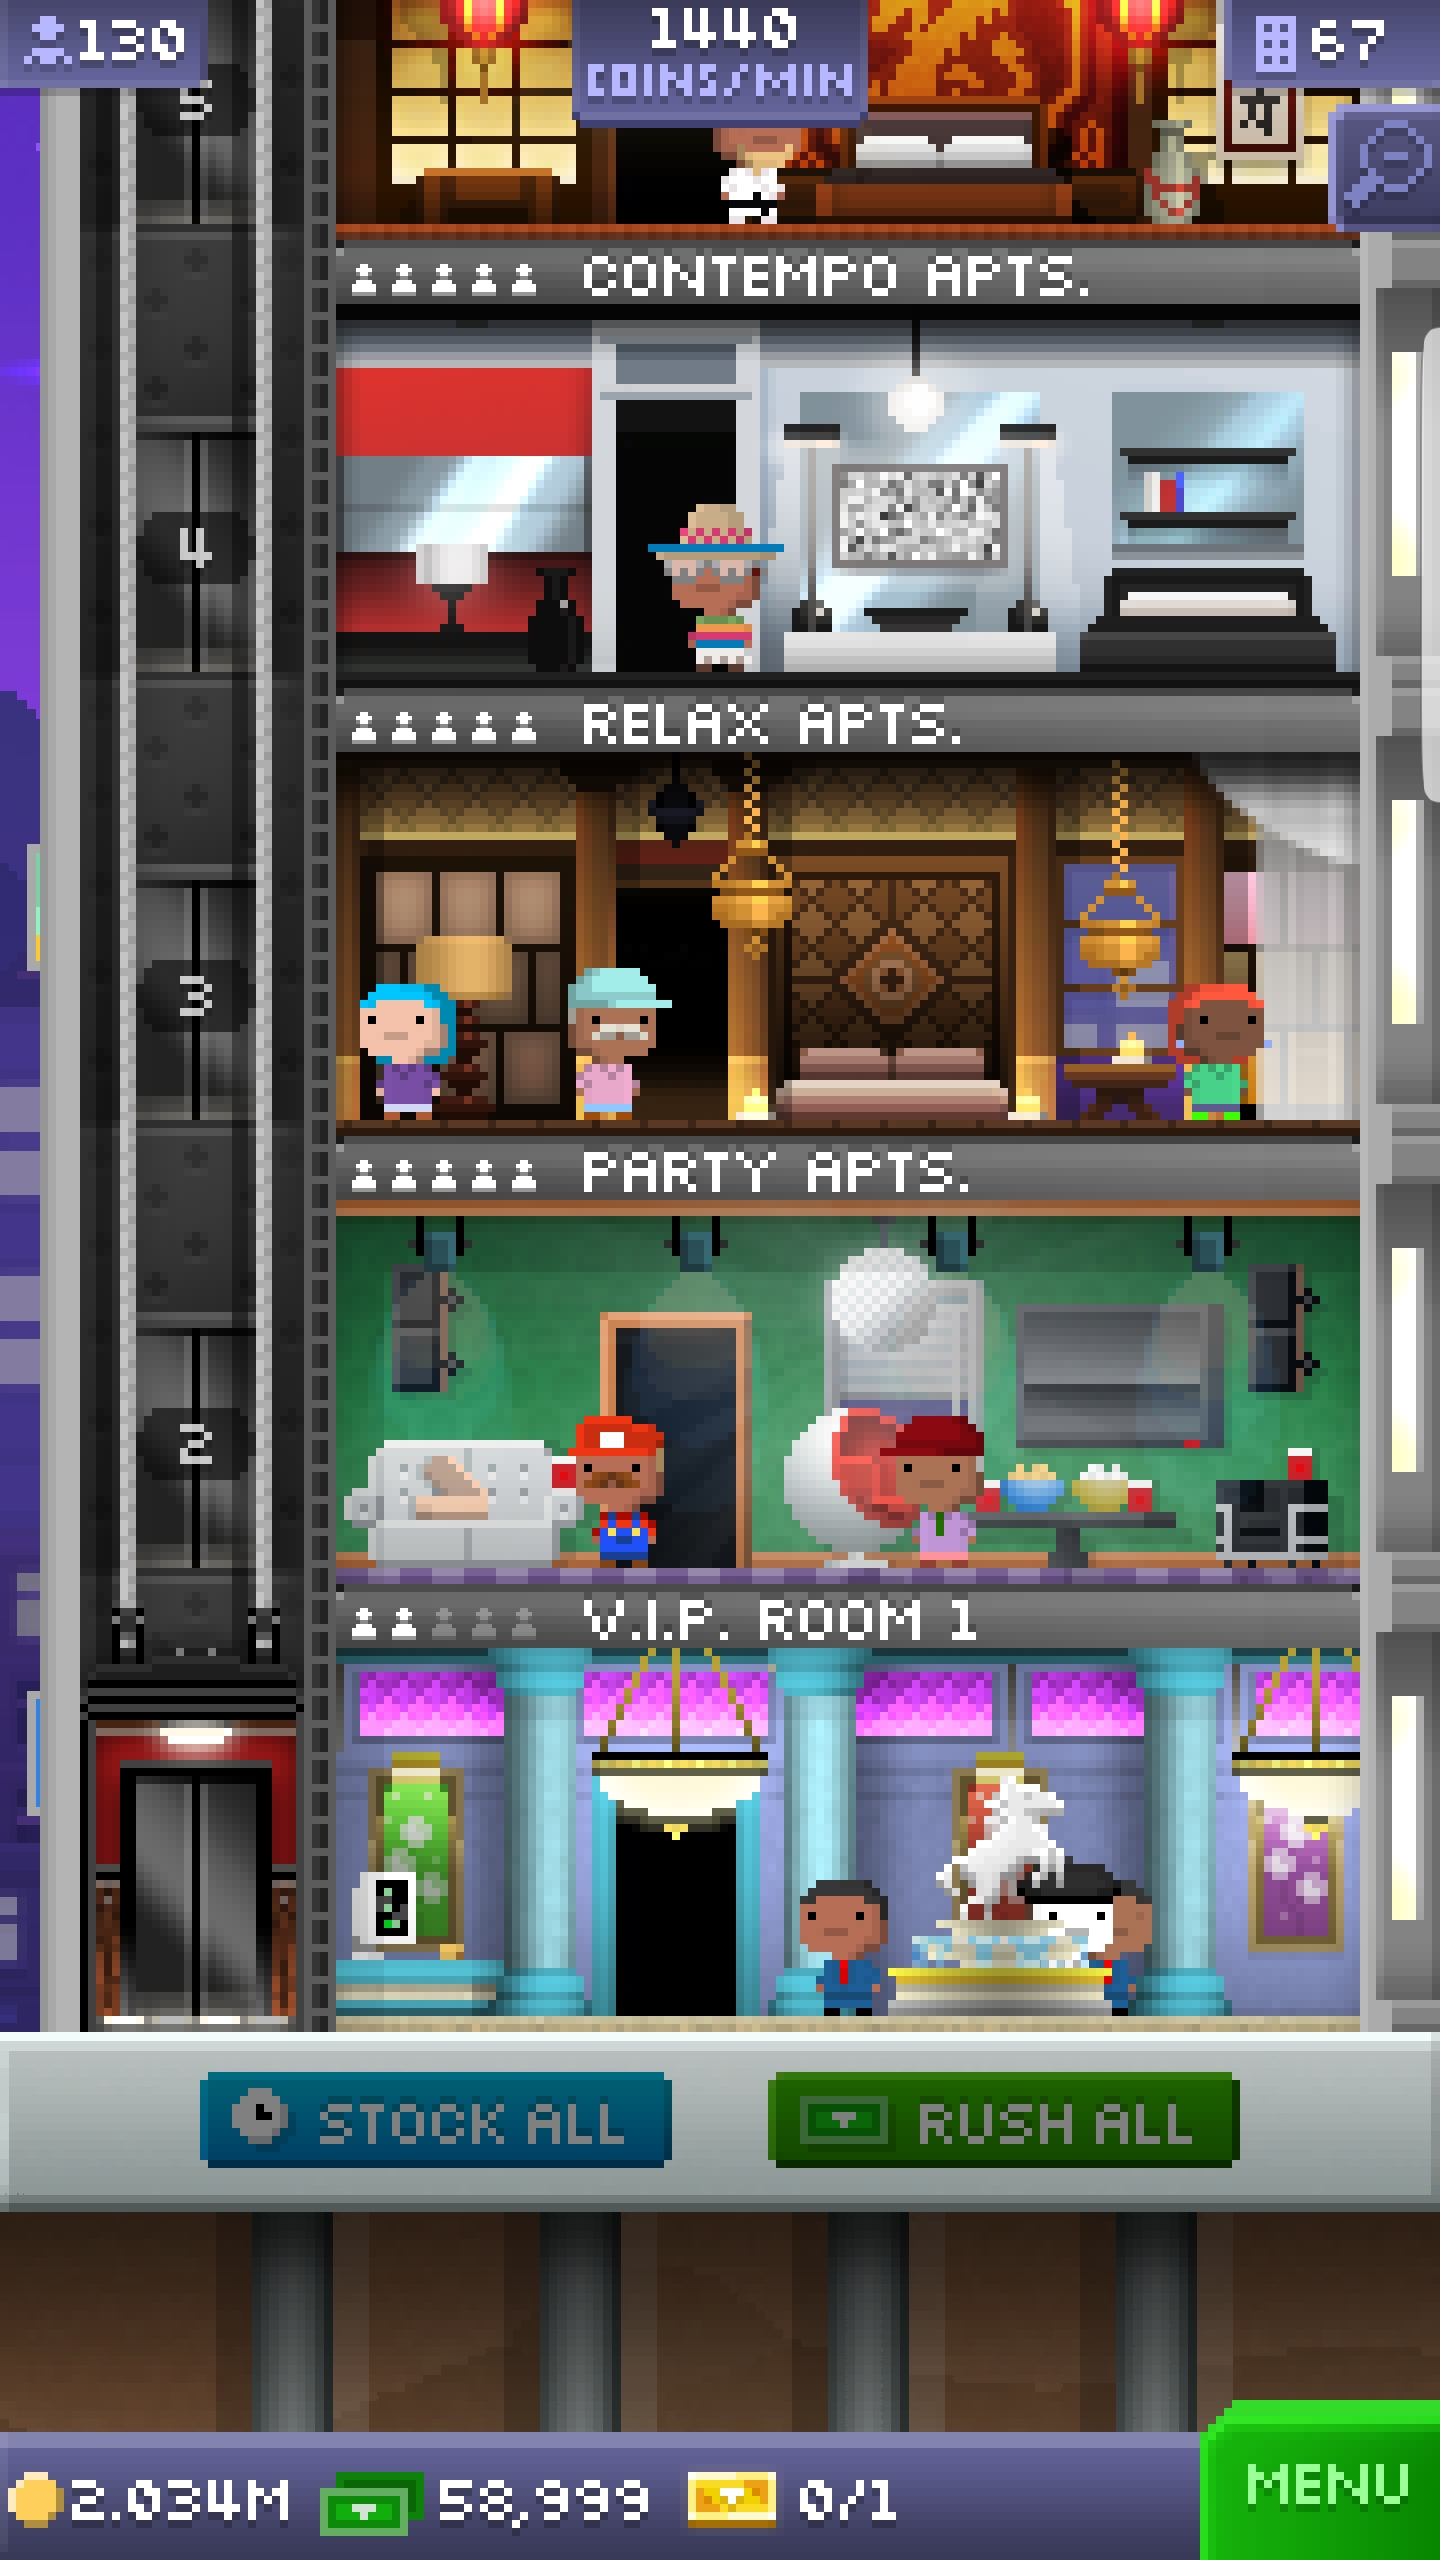 130
1440
COINS/MIN
67
5
CONTEMPO APTS.
4
RELAX APTS.
3
PARTY APTS.
2
V.I.P. ROOM 1
STOCK ALL
RUSH ALL
2.034M
58,999
0/1
MENU